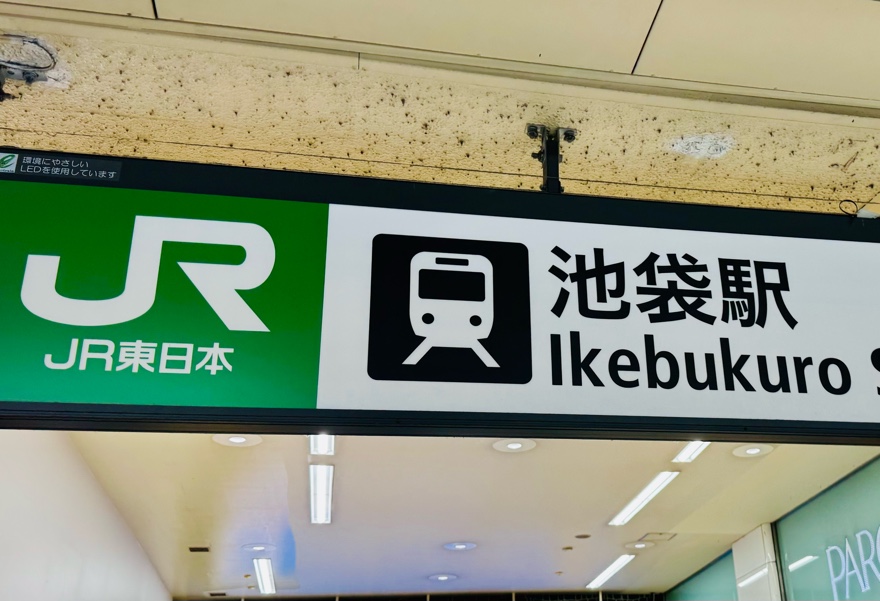 環境にやさしい
LEDを使用しています
JR
JR東日本
池袋駅
Ikebukuro